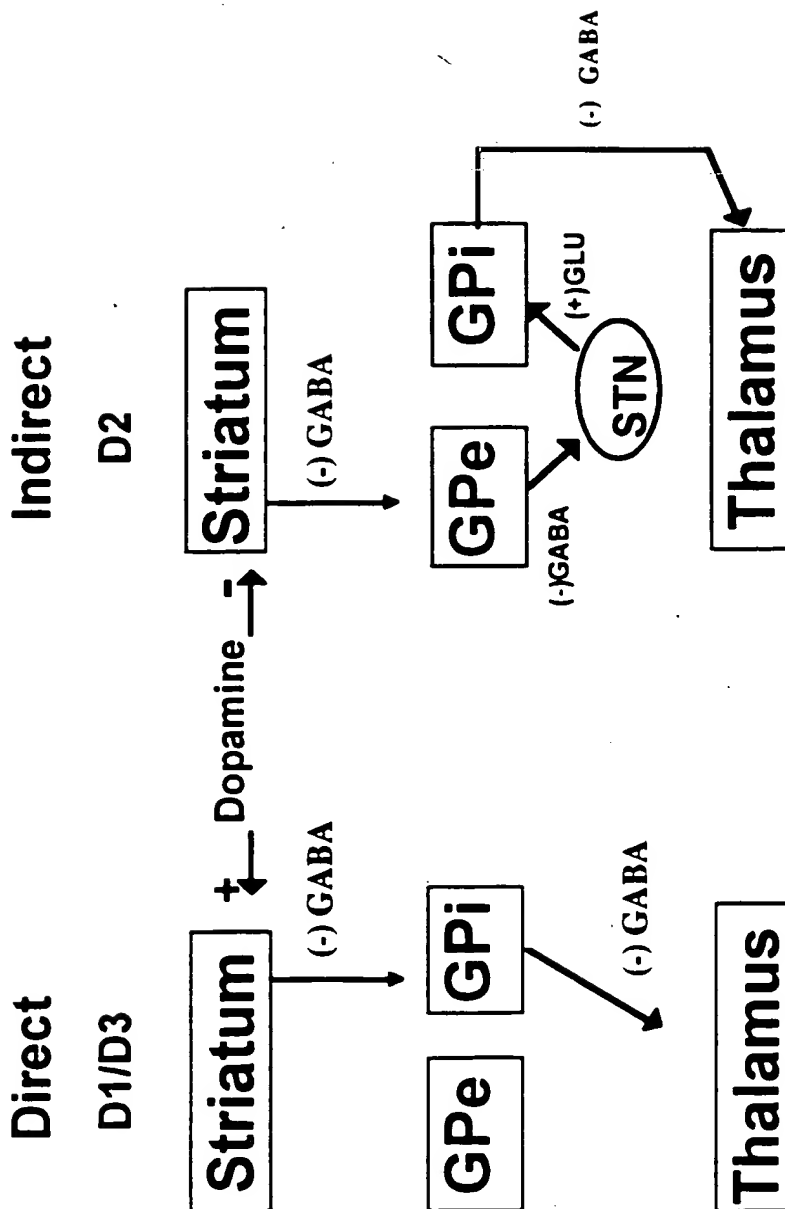 Direct
D1/D3
Striatum
+
Dopamine
-
(-) GABA
GPe
GPi
(-) GABA
Thalamus
Indirect
D2
Striatum
(-) GABA
GPe
GPi
(-)GABA
STN
(+)GLU
(-) GABA
Thalamus